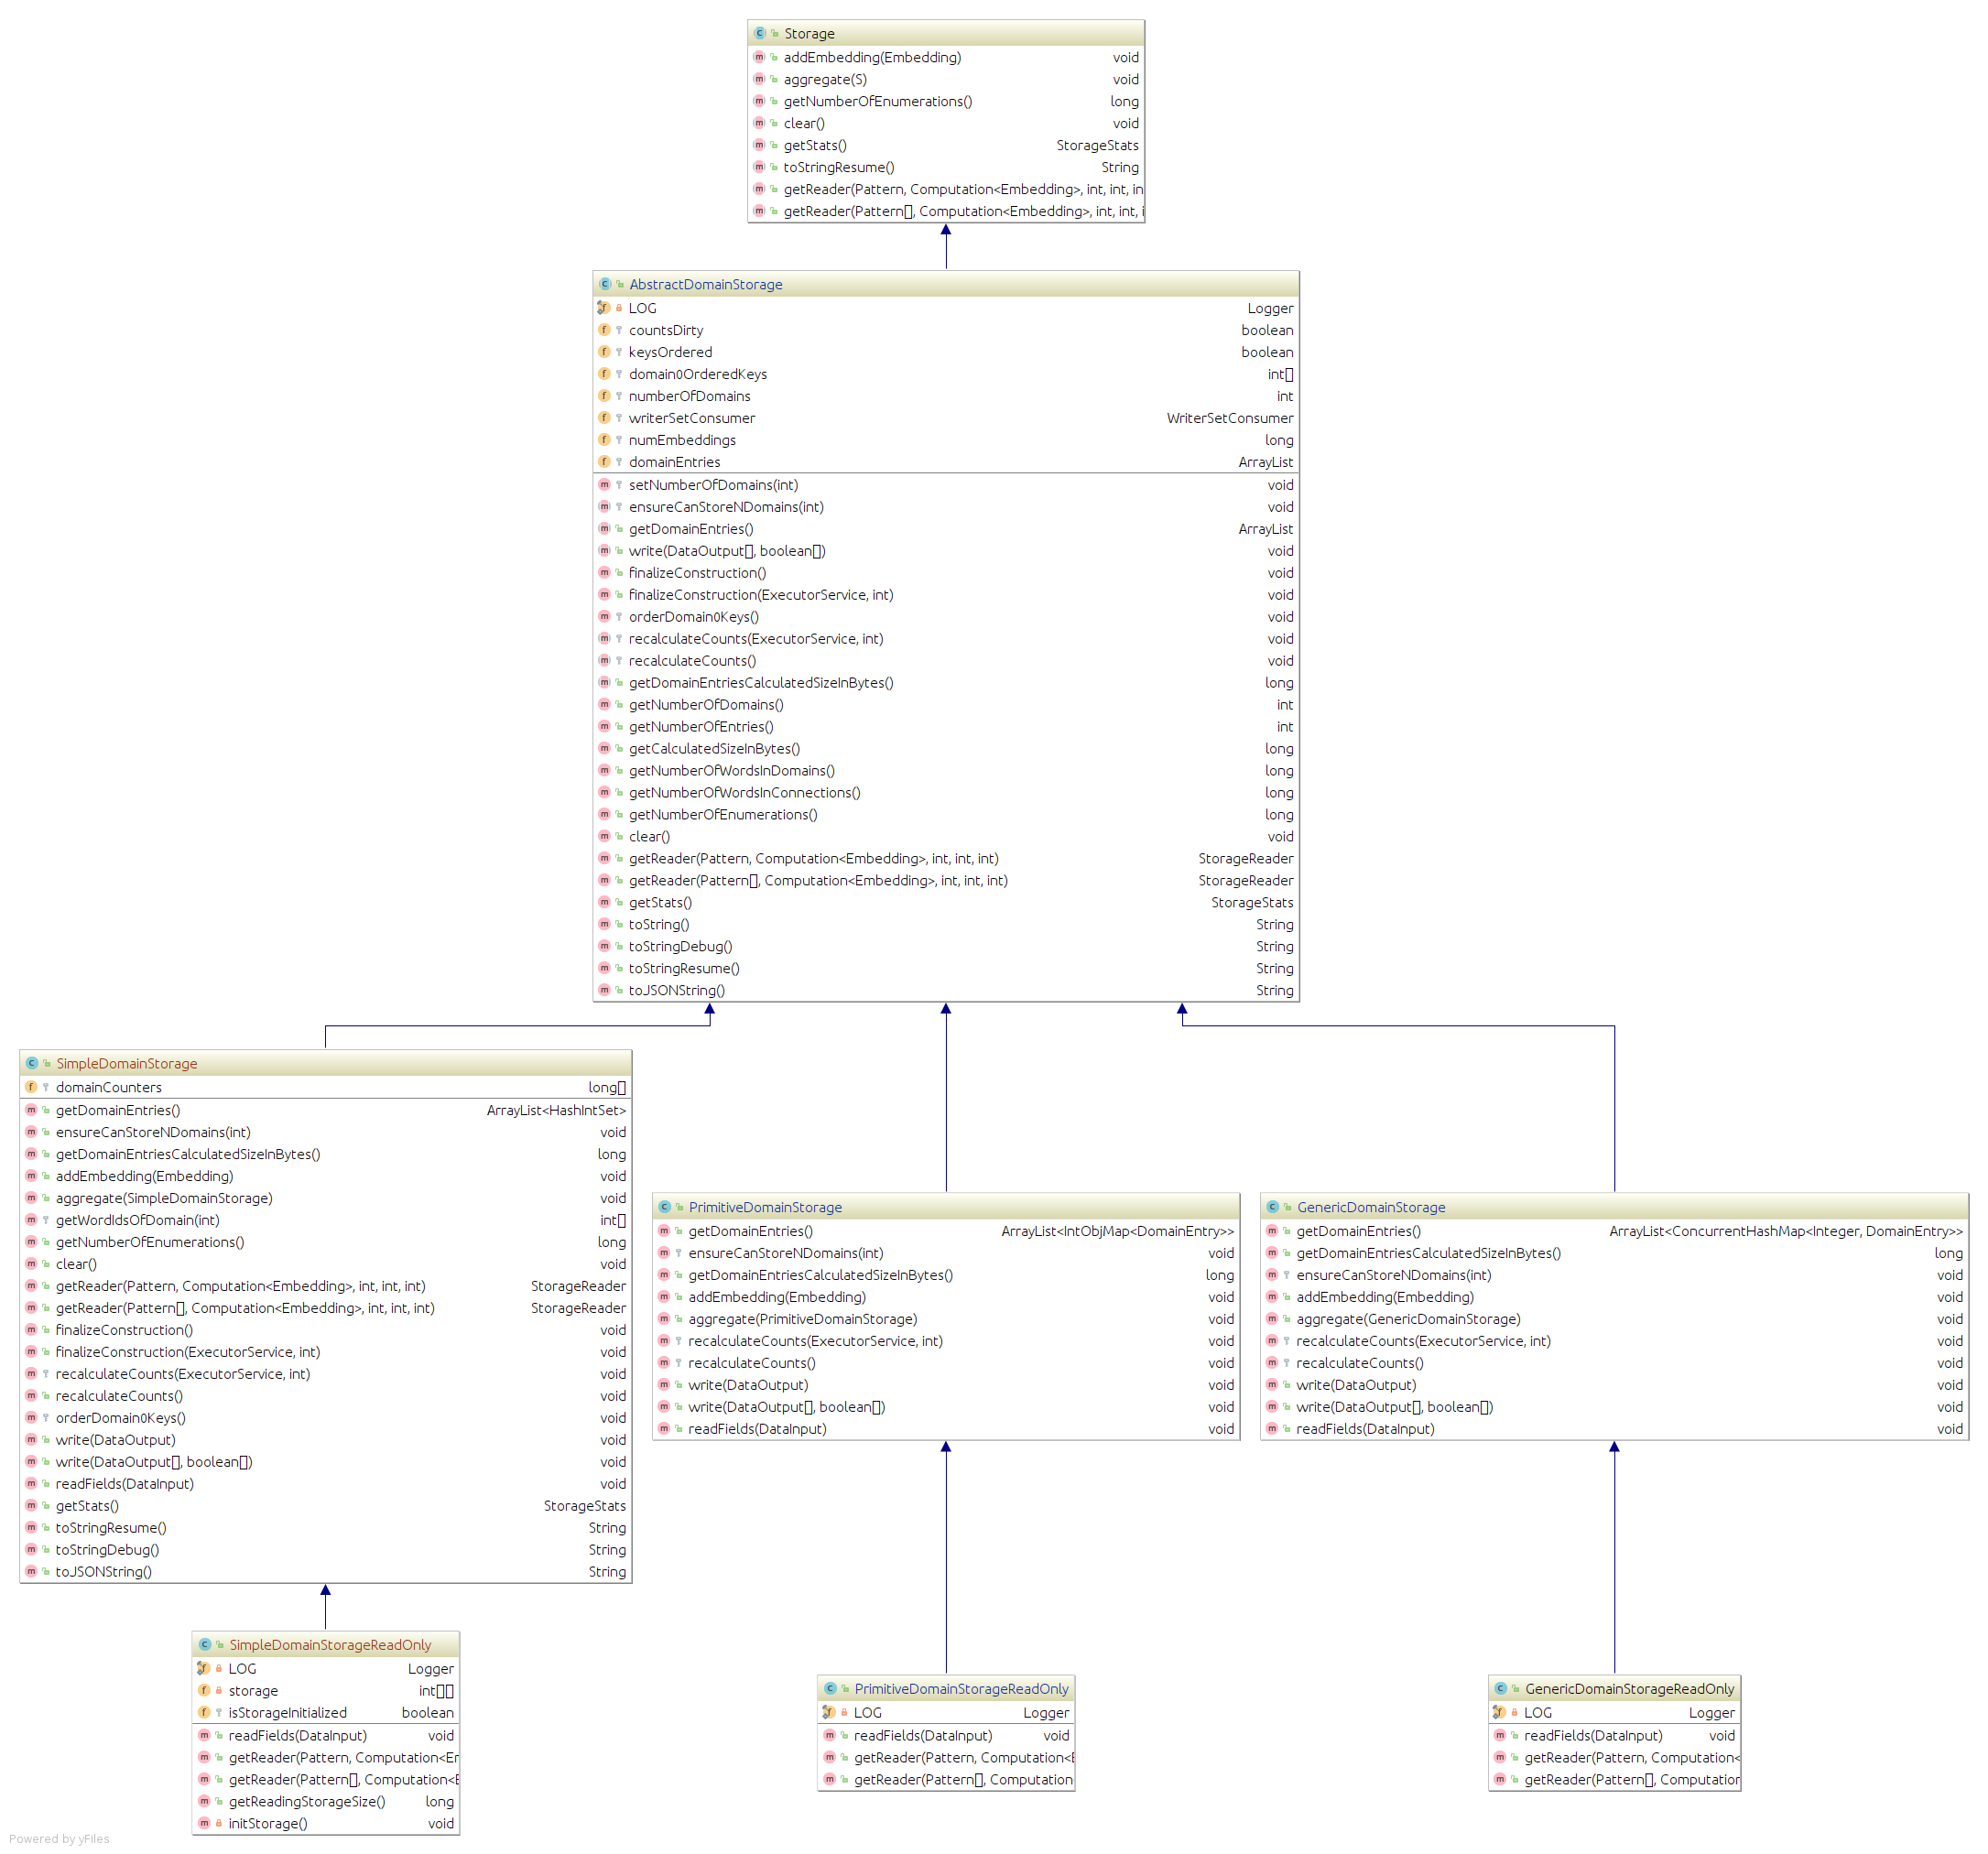 Storage
addEmbedding(Embedding) void
aggregate(S) void
getNumberOfEnumerations() long
clear() void
getStats() StorageStats
toStringResume() String
getReader(Pattern, Computation<Embedding>, int, int, in
getReader(Pattern[], Computation<Embedding>, int, int, i
AbstractDomainStorage
LOG Logger
countsDirty boolean
keysOrdered boolean
domain0OrderedKeys int[]
numberOfDomains int
writerSetConsumer WriterSetConsumer
numEmbeddings long
domainEntries ArrayList
setNumberOfDomains(int) void
ensureCanStoreNDomains(int) void
getDomainEntries() ArrayList
write(DataOutput[], boolean[]) void
finalizeConstruction() void
finalizeConstruction(ExecutorService, int) void
orderDomain0Keys() void
recalculateCounts(ExecutorService, int) void
recalculateCounts() void
getDomainEntriesCalculatedSizeInBytes() long
getNumberOfDomains() int
getNumberOfEntries() int
getCalculatedSizeInBytes() long
getNumberOfWordsInDomains() long
getNumberOfWordsInConnections() long
getNumberOfEnumerations() long
clear() void
getReader(Pattern, Computation<Embedding>, int, int, int) StorageReader
getReader(Pattern[], Computation<Embedding>, int, int, int) StorageReader
getStats() StorageStats
toString() String
toStringDebug() String
toStringResume() String
toJSONString() String
SimpleDomainStorage
domainCounters long[]
getDomainEntries() ArrayList<HashIntSet>
ensureCanStoreNDomains(int) void
getDomainEntriesCalculatedSizeInBytes() long
addEmbedding(Embedding) void
aggregate(SimpleDomainStorage) void
getWordIdsOfDomain(int) int[]
getNumberOfEnumerations() long
clear() void
getReader(Pattern, Computation<Embedding>, int, int, int) StorageReader
getReader(Pattern[], Computation<Embedding>, int, int, int) StorageReader
finalizeConstruction() void
finalizeConstruction(ExecutorService, int) void
recalculateCounts(ExecutorService, int) void
recalculateCounts() void
orderDomain0Keys() void
write(DataOutput) void
write(DataOutput[], boolean[]) void
readFields(DataInput) void
getStats() StorageStats
toStringResume() String
toStringDebug() String
toJSONString() String
PrimitiveDomainStorage
getDomainEntries() ArrayList<IntObjMap<DomainEntry>>
ensureCanStoreNDomains(int) void
getDomainEntriesCalculatedSizeInBytes() long
addEmbedding(Embedding) void
aggregate(PrimitiveDomainStorage) void
recalculateCounts(ExecutorService, int) void
recalculateCounts() void
write(DataOutput) void
write(DataOutput[], boolean[]) void
readFields(DataInput) void
GenericDomainStorage
getDomainEntries() ArrayList<ConcurrentHashMap<Integer, DomainEntry>>
getDomainEntriesCalculatedSizeInBytes() long
ensureCanStoreNDomains(int) void
addEmbedding(Embedding) void
aggregate(GenericDomainStorage) void
recalculateCounts(ExecutorService, int) void
recalculateCounts() void
write(DataOutput) void
write(DataOutput[], boolean[]) void
readFields(DataInput) void
SimpleDomainStorageReadOnly
LOG Logger
storage int[][]
isStorageInitialized boolean
readFields(DataInput) void
getReader(Pattern, Computation<Er
getReader(Pattern[], Computation<E
getReadingStorageSize() long
initStorage() void
PrimitiveDomainStorageReadOnly
LOG Logger
readFields(DataInput) void
getReader(Pattern, Computation<E
getReader(Pattern[], Computation
GenericDomainStorageReadOnly
LOG Logger
readFields(DataInput) void
getReader(Pattern, Computation<
getReader(Pattern[], Computation
Powered by yFiles